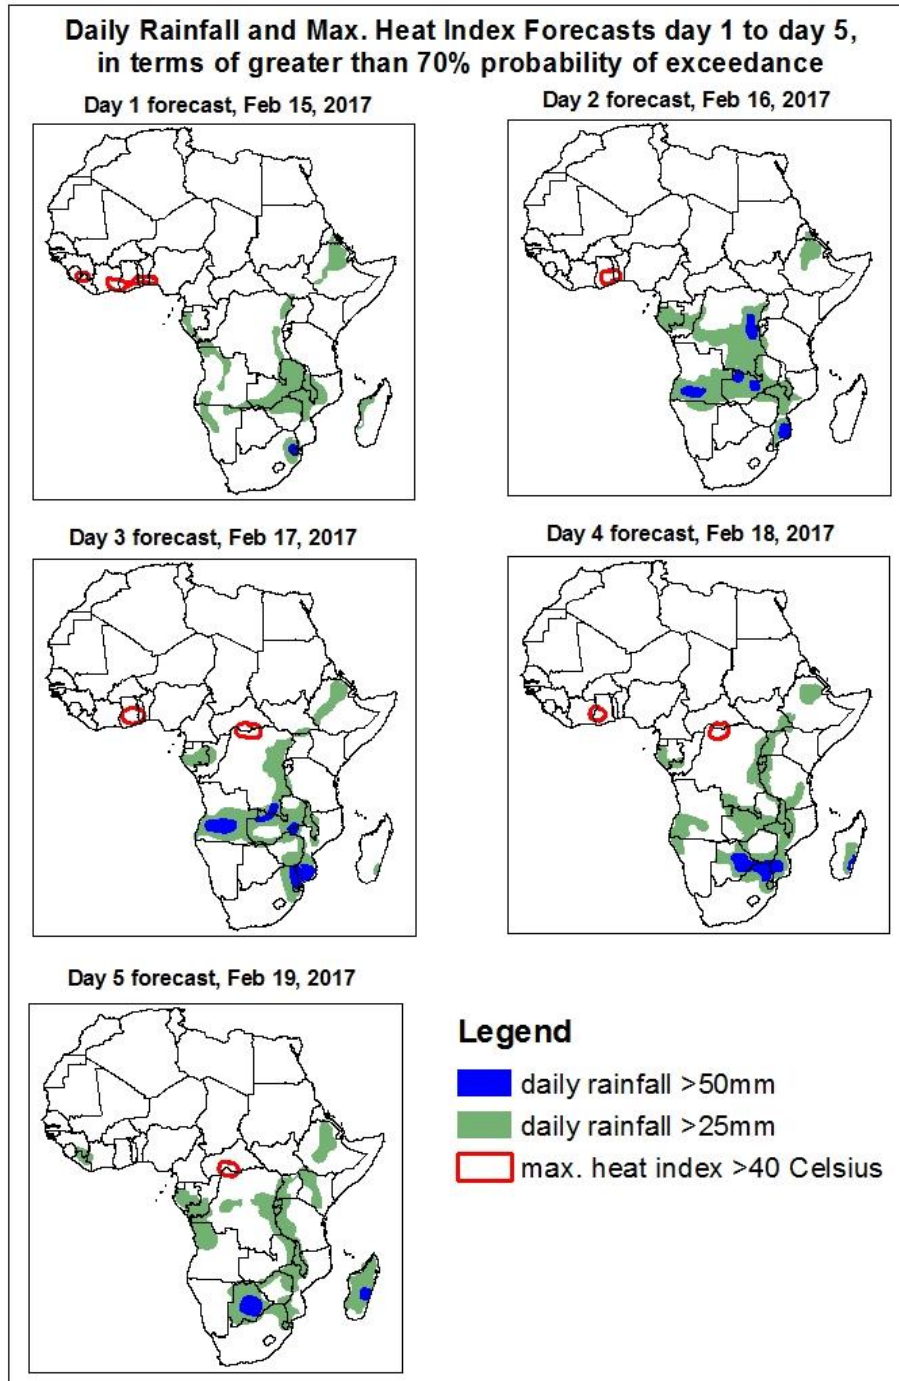 Daily Rainfall and Max. Heat Index Forecasts day 1 to day 5,
in terms of greater than 70% probability of exceedance
Day 1 forecast, Feb 15, 2017
Day 2 forecast, Feb 16, 2017
Day 3 forecast, Feb 17, 2017
Day 4 forecast, Feb 18, 2017
Day 5 forecast, Feb 19, 2017
Legend
daily rainfall >50mm
daily rainfall >25mm
max. heat index >40 Celsius